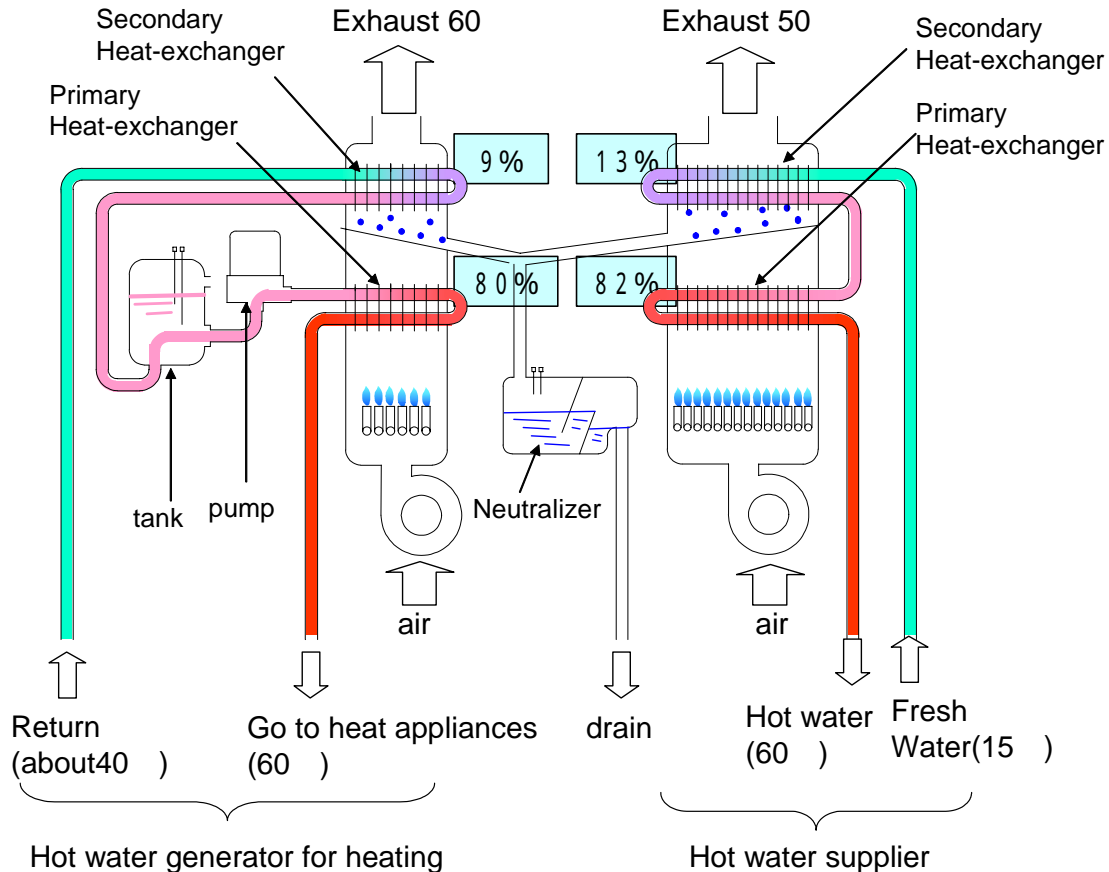 Secondary
Heat-exchanger
Exhaust 60
Exhaust 50
Secondary
Heat-exchanger
Primary
Heat-exchanger
Primary
Heat-exchanger
9%
13%
80%
82%
tank
pump
Neutralizer
air
air
Return
(about40 )
Go to heat appliances
(60 )
drain
Hot water
(60 )
Fresh
Water(15 )
Hot water generator for heating
Hot water supplier